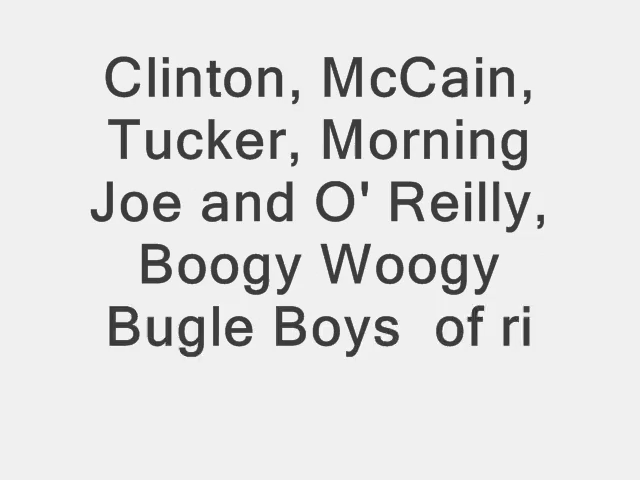 Clinton, McCain,
Tucker, Morning
Joe and O' Reilly,
Boogy Woogy
Bugle Boys  of ri